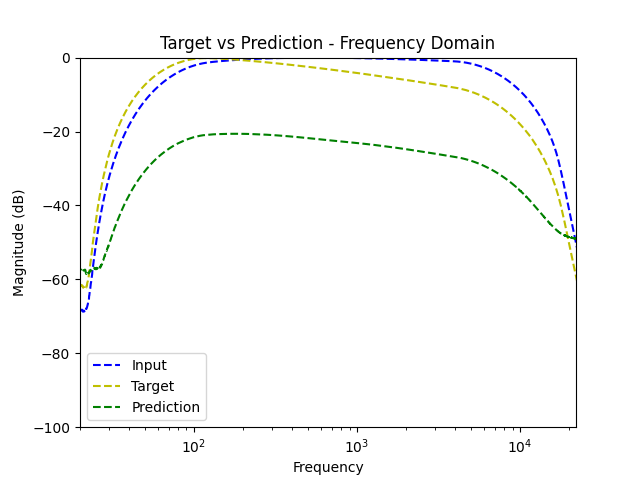 Target vs Prediction - Frequency Domain
0
−20
−40
−60
−80
−100
Magnitude (dB)
Input
Target
Prediction
10²
10³
10⁴
Frequency